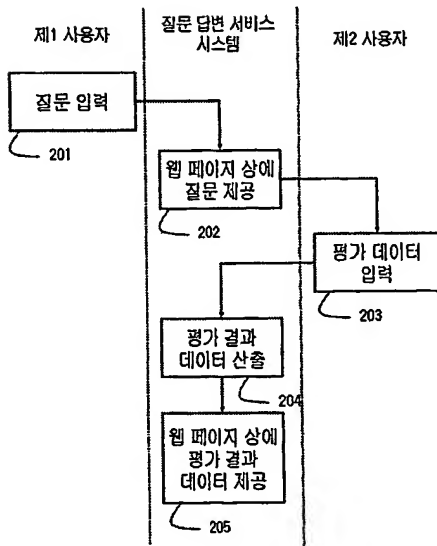 제1 사용자
질문 답변 서비스
시스템
제2 사용자
질문 입력
201
웹 페이지 상에
질문 제공
202
평가 데이터
입력
203
평가 결과
데이터 산출
204
웹 페이지 상에
평가 결과
데이터 제공
205